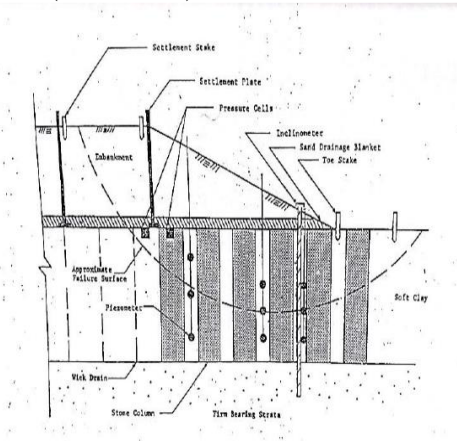 Settlement Stake
Settlement Plate
Pressure Cells
Inclinometer
Sand Drainage Blanket
Toe Stake
Embankment
Approximate
Failure Surface
Piezometer
Soft Clay
Wick Drain
Stone Column
Firm Bearing Strata